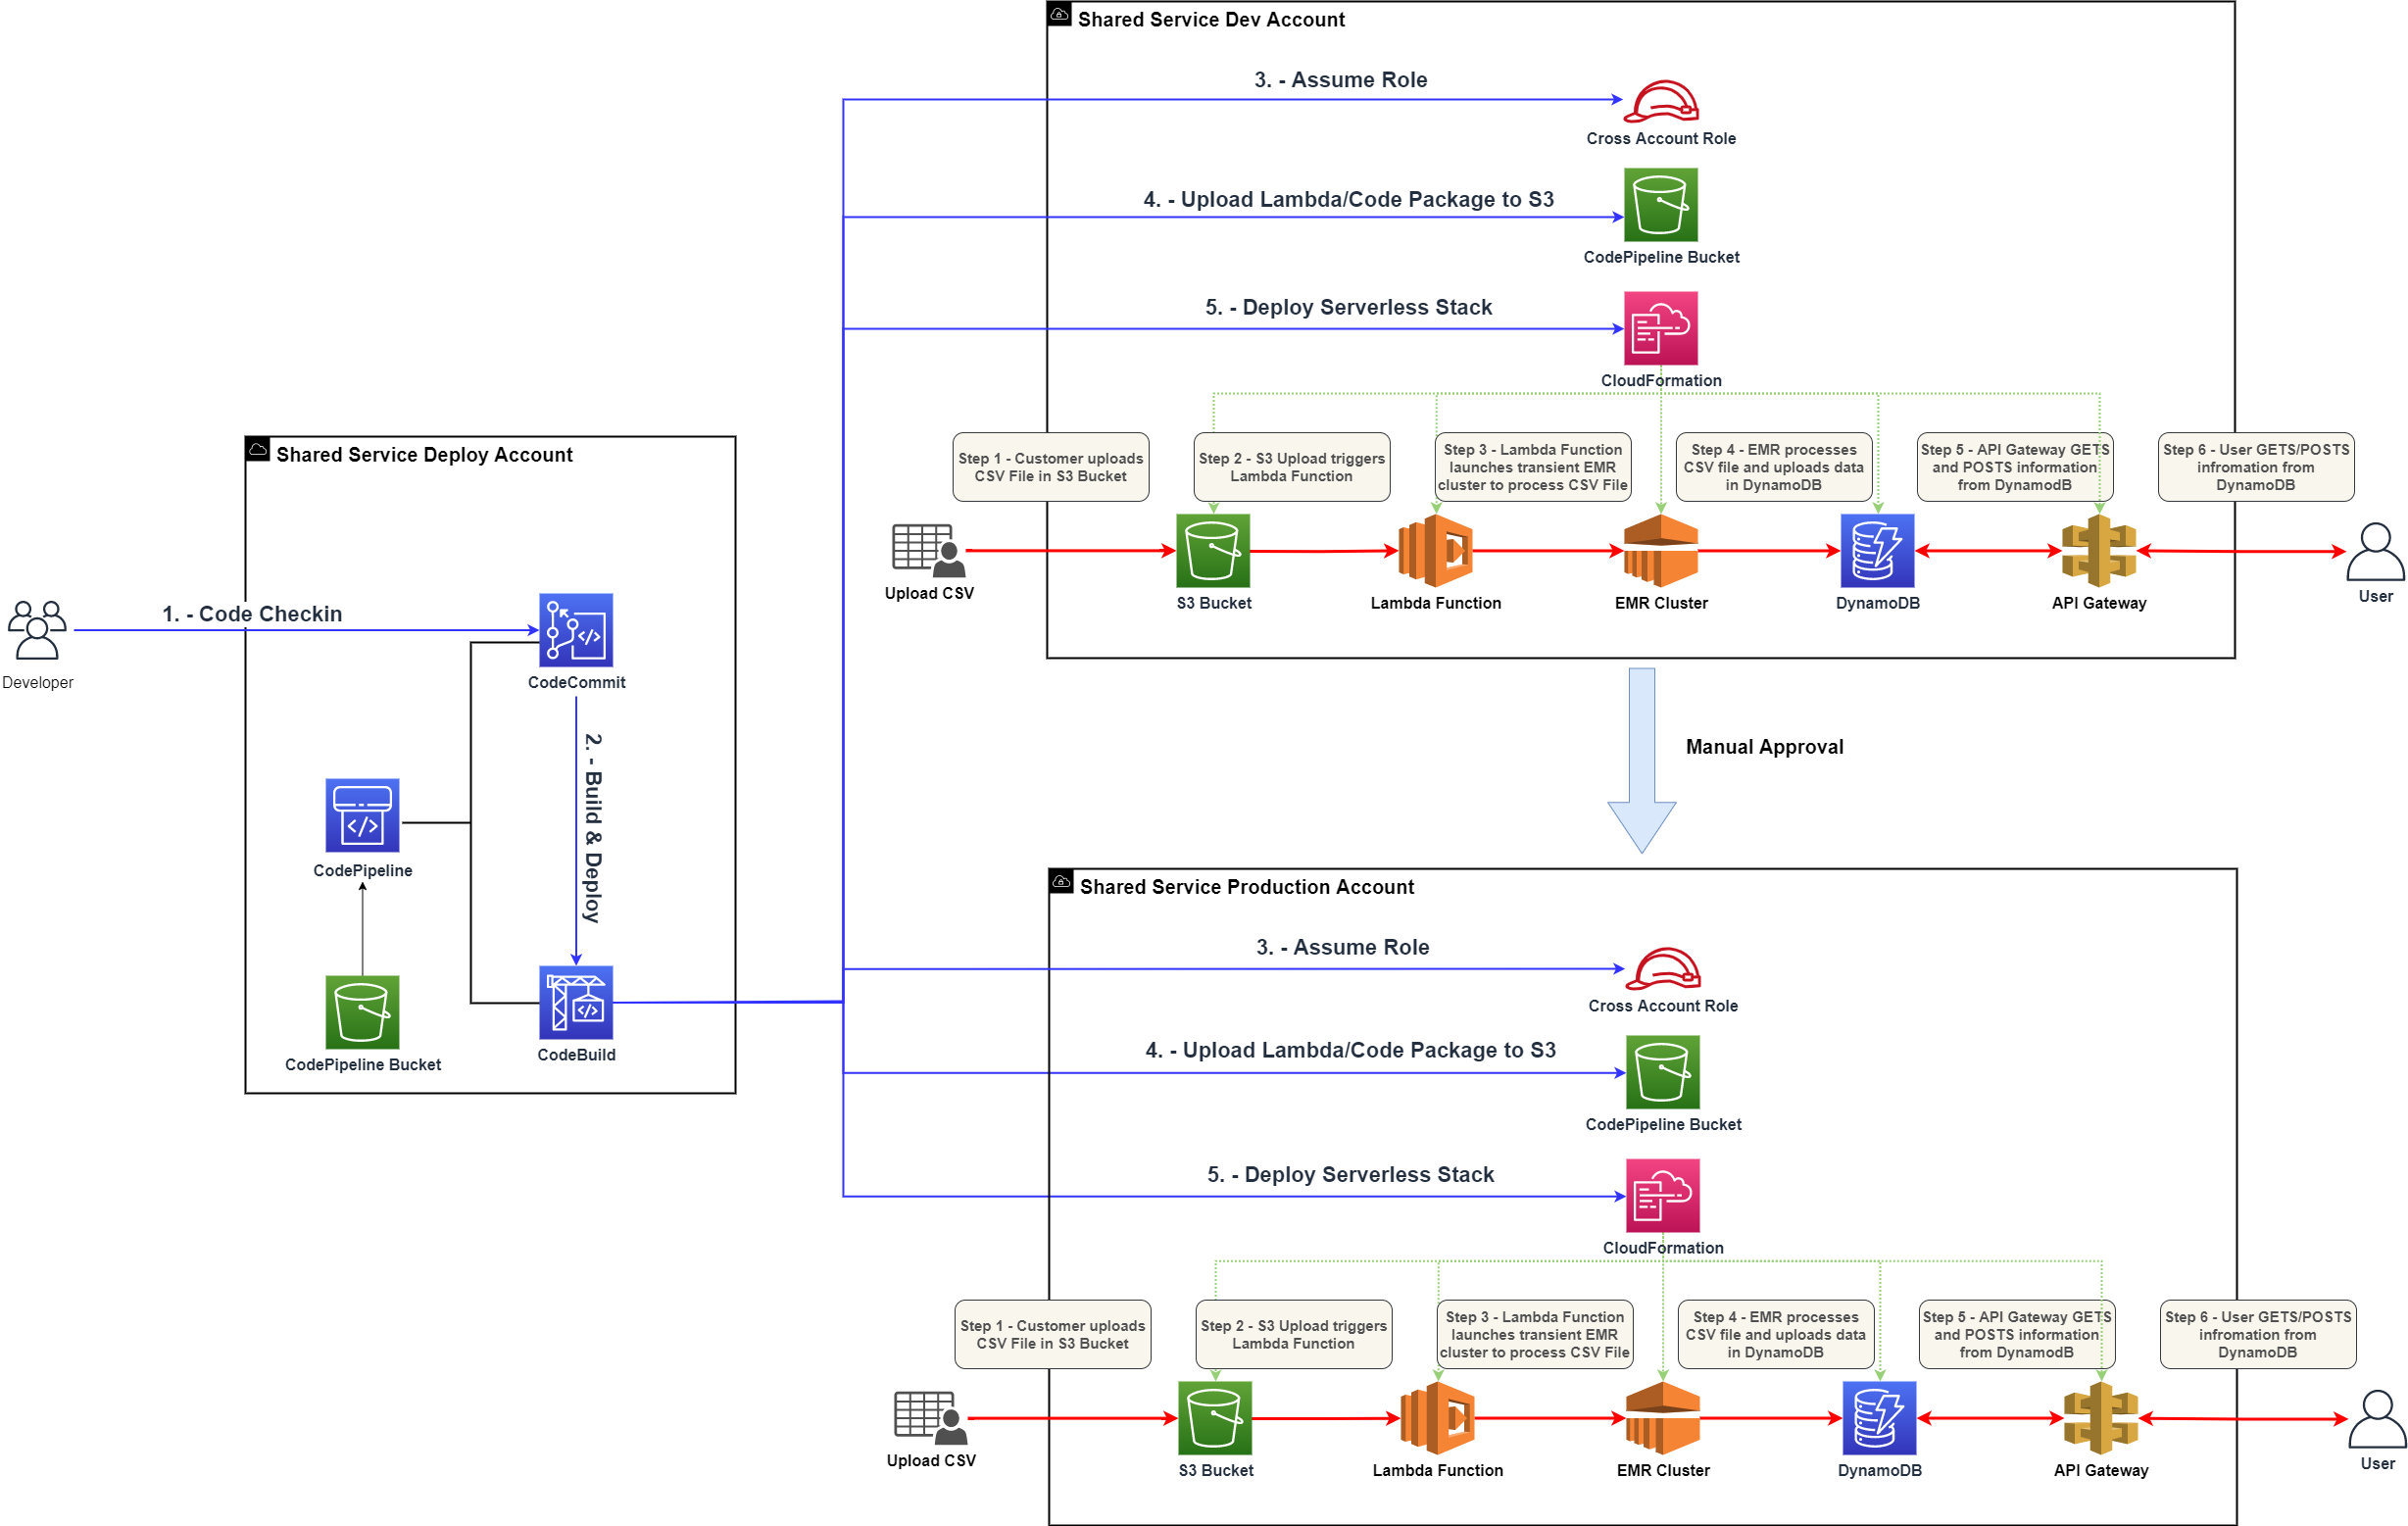 Shared Service Dev Account
3. - Assume Role
Cross Account Role
4. - Upload Lambda/Code Package to S3
CodePipeline Bucket
5. - Deploy Serverless Stack
CloudFormation
Step 1 - Customer uploads
CSV File in S3 Bucket
Step 2 - S3 Upload triggers
Lambda Function
Step 3 - Lambda Function
launches transient EMR
cluster to process CSV File
Step 4 - EMR processes
CSV file and uploads data
in DynamoDB
Step 5 - API Gateway GETS
and POSTS information
from DynamodB
Step 6 - User GETS/POSTS
infromation from
DynamoDB
Upload CSV
S3 Bucket
Lambda Function
EMR Cluster
DynamoDB
API Gateway
User
Shared Service Deploy Account
1. - Code Checkin
Developer
CodeCommit
2. - Build & Deploy
CodePipeline
CodePipeline Bucket
CodeBuild
Manual Approval
Shared Service Production Account
3. - Assume Role
Cross Account Role
4. - Upload Lambda/Code Package to S3
CodePipeline Bucket
5. - Deploy Serverless Stack
CloudFormation
Step 1 - Customer uploads
CSV File in S3 Bucket
Step 2 - S3 Upload triggers
Lambda Function
Step 3 - Lambda Function
launches transient EMR
cluster to process CSV File
Step 4 - EMR processes
CSV file and uploads data
in DynamoDB
Step 5 - API Gateway GETS
and POSTS information
from DynamodB
Step 6 - User GETS/POSTS
infromation from
DynamoDB
Upload CSV
S3 Bucket
Lambda Function
EMR Cluster
DynamoDB
API Gateway
User